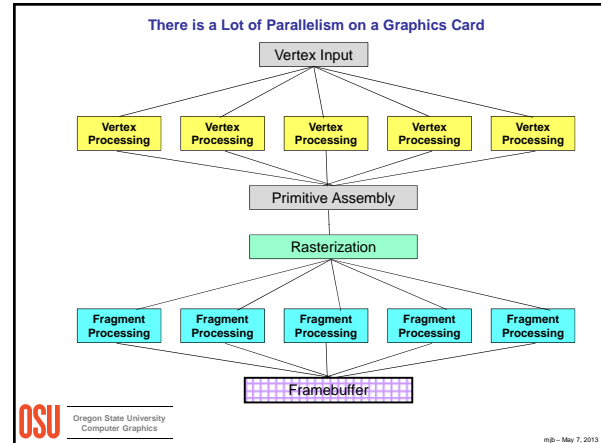 There is a Lot of Parallelism on a Graphics Card
Vertex Input
Vertex
Processing
Vertex
Processing
Vertex
Processing
Vertex
Processing
Vertex
Processing
Primitive Assembly
Rasterization
Fragment
Processing
Fragment
Processing
Fragment
Processing
Fragment
Processing
Fragment
Processing
Framebuffer
OSU
Oregon State University
Computer Graphics
mjb – May 7, 2013